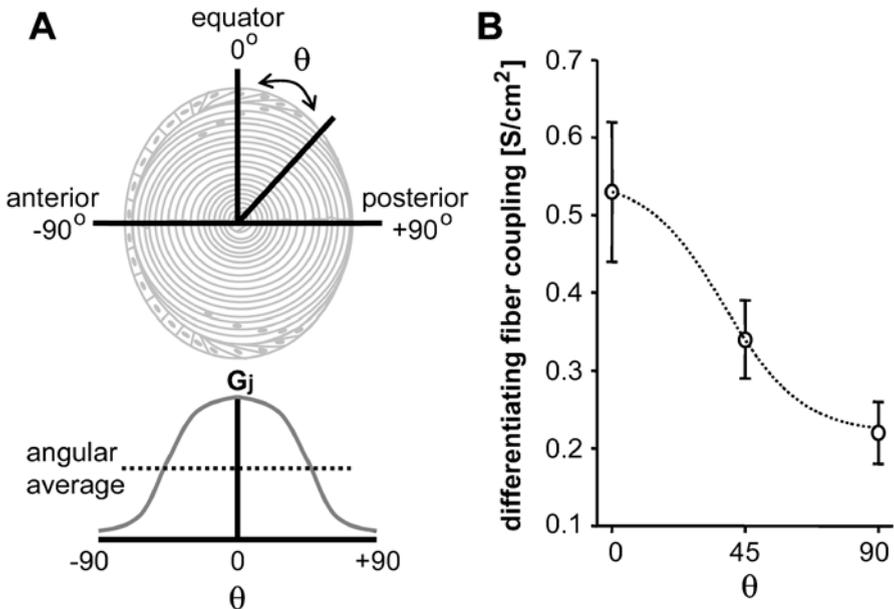 A
equator
0°
θ
anterior
-90°
posterior
+90°
Gj
angular
average
-90
0
+90
θ
B
differentiating fiber coupling [S/cm²]
0.7
0.6
0.5
0.4
0.3
0.2
0.1
0
45
90
θ